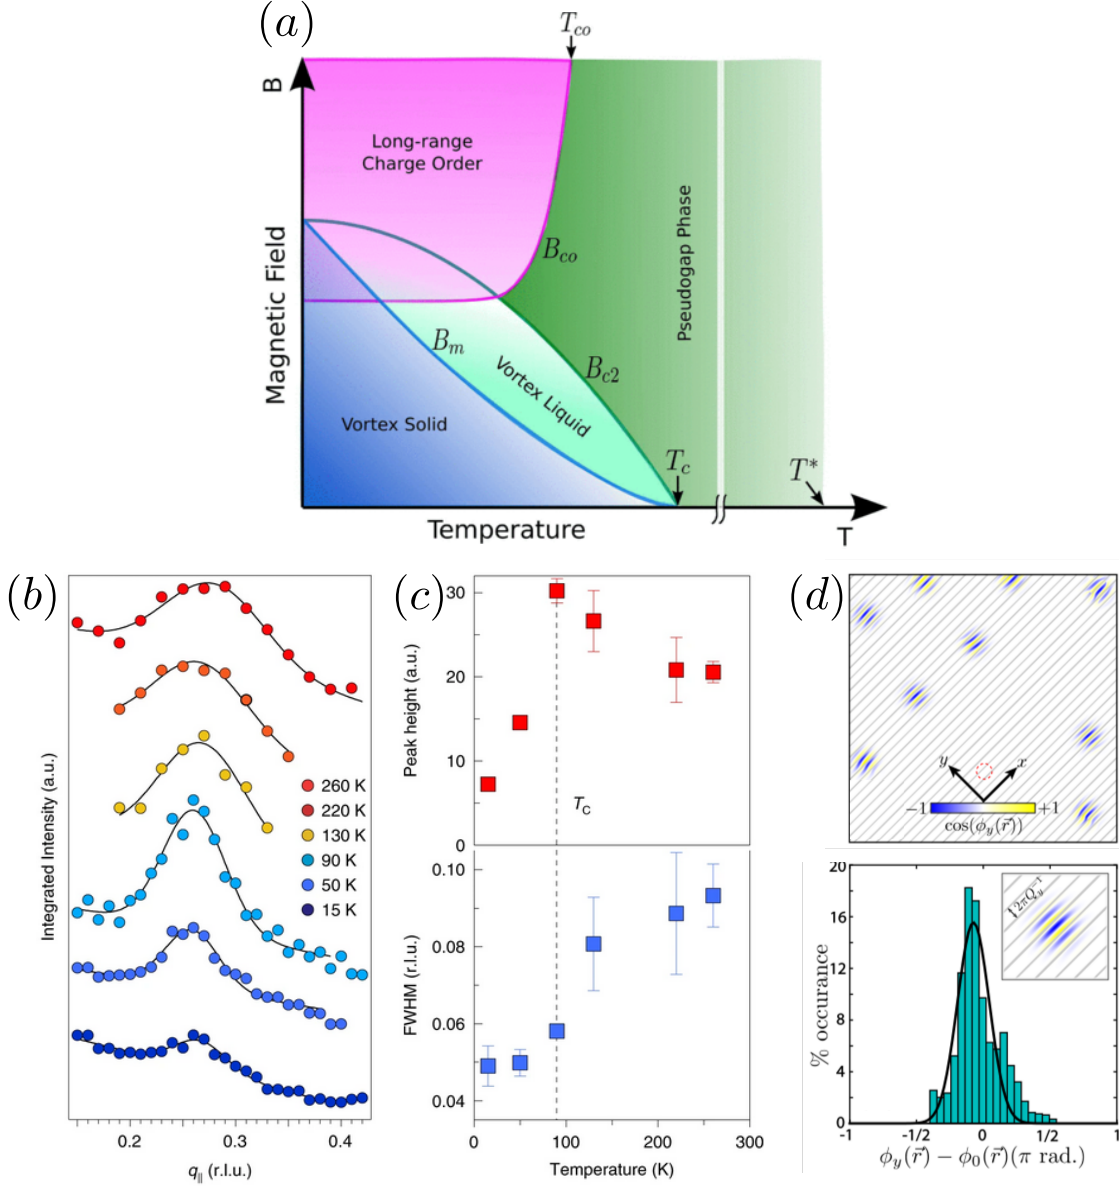 (a)
T_co
B
Long-range
Charge Order
Magnetic Field
B_co
Pseudogap Phase
B_m
B_c2
Vortex Liquid
Vortex Solid
T_c
T*
Temperature
T
(b)
Integrated Intensity (a.u.)
260 K
220 K
130 K
90 K
50 K
15 K
0.2 0.3 0.4
q_|| (r.l.u.)
(c)
Peak height (a.u.)
30
20
10
0
T_C
FWHM (r.l.u.)
0.10
0.08
0.06
0.04
0 100 200 300
Temperature (K)
(d)
y x
−1 +1
cos(ϕ_y(r⃗))
% occurance
20
16
12
8
4
0
2πQ_y^−1
-1 -1/2 0 1/2 1
ϕ_y(r⃗) − ϕ_0(r⃗)(π rad.)